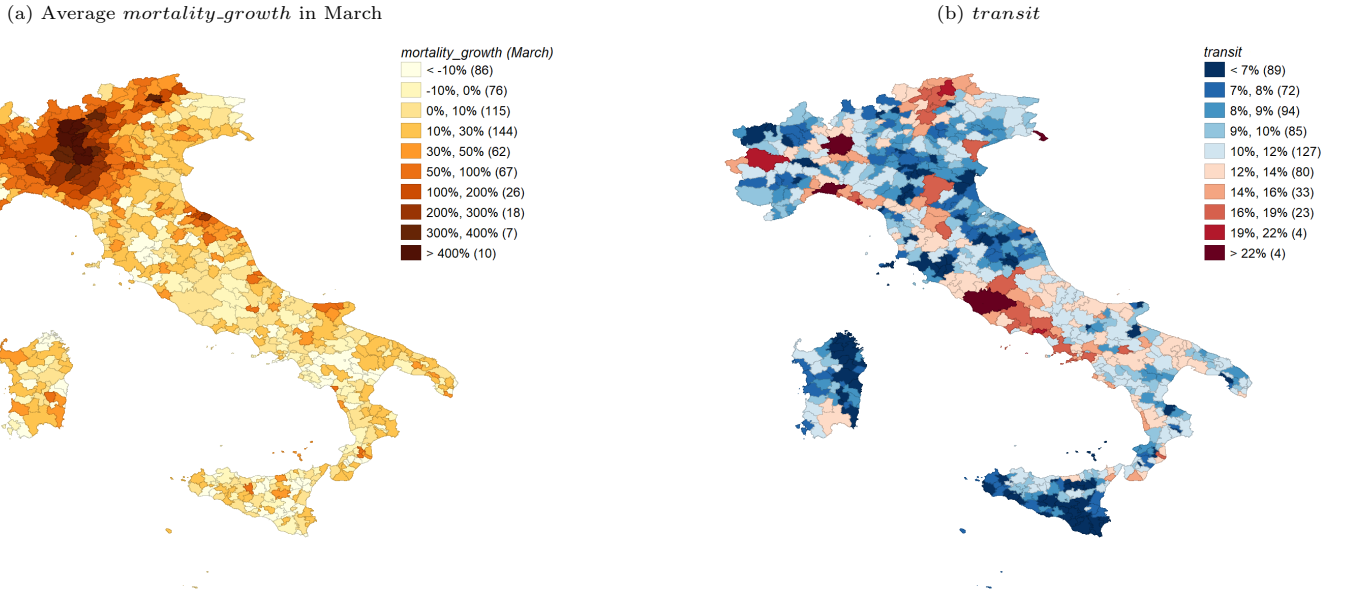 (a) Average mortality_growth in March
(b) transit
mortality_growth (March)
< -10% (86)
-10%, 0% (76)
0%, 10% (115)
10%, 30% (144)
30%, 50% (62)
50%, 100% (67)
100%, 200% (26)
200%, 300% (18)
300%, 400% (7)
> 400% (10)
transit
< 7% (89)
7%, 8% (72)
8%, 9% (94)
9%, 10% (85)
10%, 12% (127)
12%, 14% (80)
14%, 16% (33)
16%, 19% (23)
19%, 22% (4)
> 22% (4)